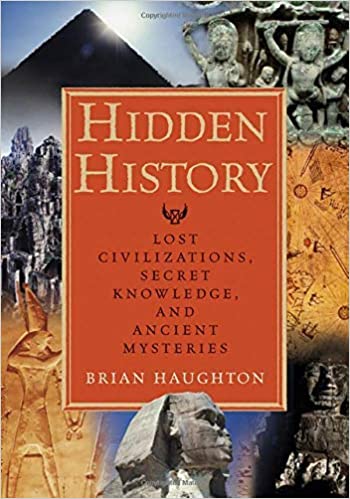 HIDDEN
HISTORY
LOST
CIVILIZATIONS,
SECRET
KNOWLEDGE,
AND
ANCIENT
MYSTERIES
BRIAN HAUGHTON